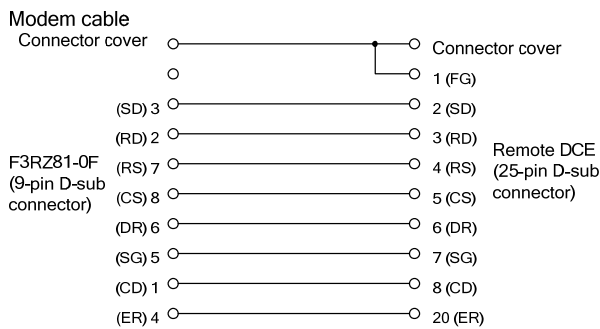 Modem cable
Connector cover
Connector cover
1 (FG)
(SD) 3
2 (SD)
(RD) 2
3 (RD)
(RS) 7
4 (RS)
(CS) 8
5 (CS)
(DR) 6
6 (DR)
(SG) 5
7 (SG)
(CD) 1
8 (CD)
(ER) 4
20 (ER)
F3RZ81-0F
(9-pin D-sub
connector)
Remote DCE
(25-pin D-sub
connector)